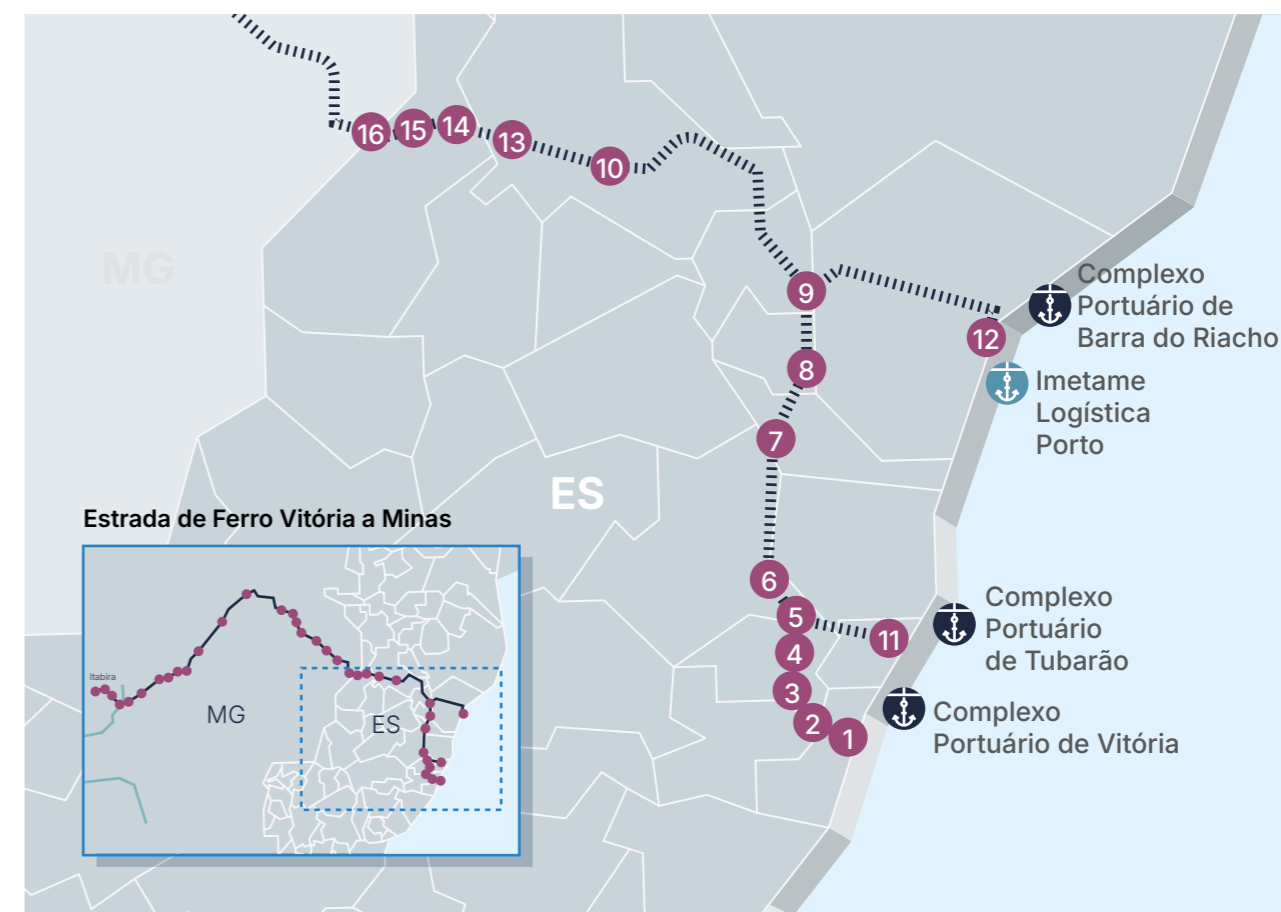 16
15
14
13
10
MG
9
12
8
7
6
5
11
4
3
2
1
Complexo
Portuário de
Barra do Riacho
Imetame
Logística
Porto
ES
Complexo
Portuário
de Tubarão
Complexo
Portuário de Vitória
Estrada de Ferro Vitória a Minas
Itabira
MG
ES